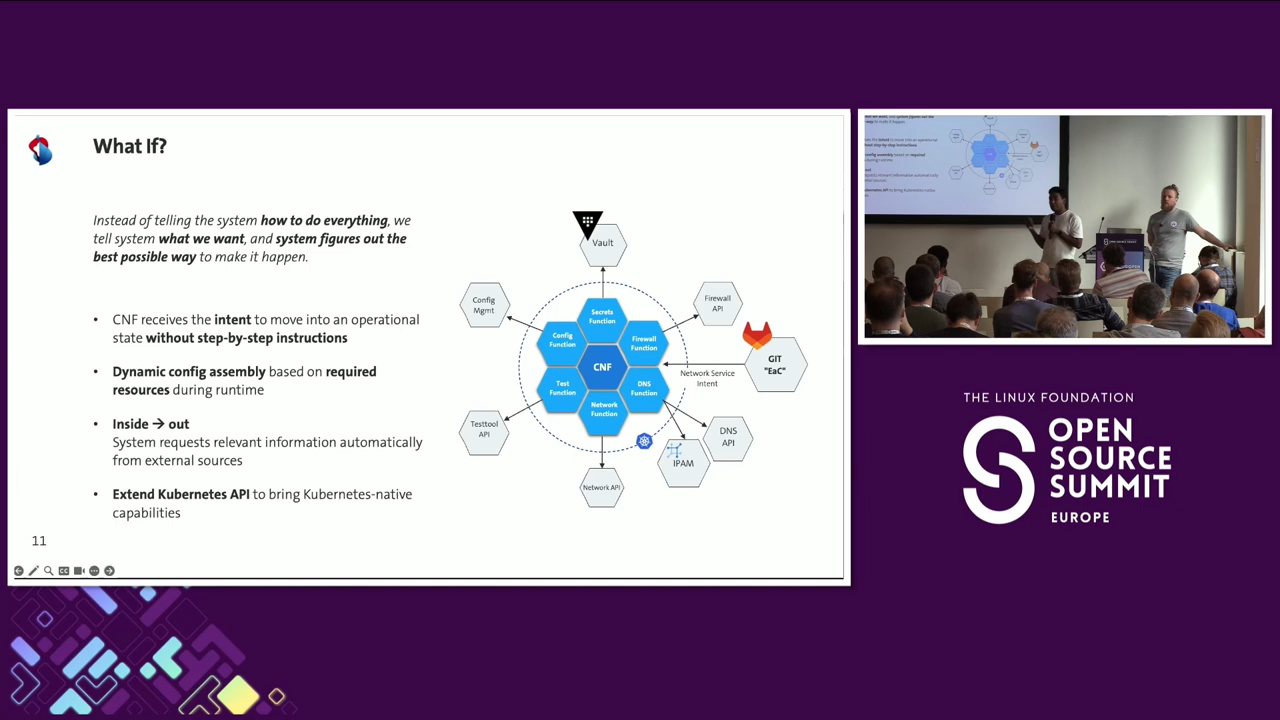 What If?
Instead of telling the system how to do everything, we
tell system what we want, and system figures out the
best possible way to make it happen.
• CNF receives the intent to move into an operational
state without step-by-step instructions
• Dynamic config assembly based on required
resources during runtime
• Inside → out
System requests relevant information automatically
from external sources
• Extend Kubernetes API to bring Kubernetes-native
capabilities
11
Vault
Config
Mgmt
Firewall
API
Secrets
Function
Config
Function
Firewall
Function
CNF
Test
Function
DNS
Function
Network
Function
GIT
"EaC"
Network Service
Intent
Testtool
API
DNS
API
IPAM
Network API
THE LINUX FOUNDATION
OPEN
SOURCE
SUMMIT
EUROPE